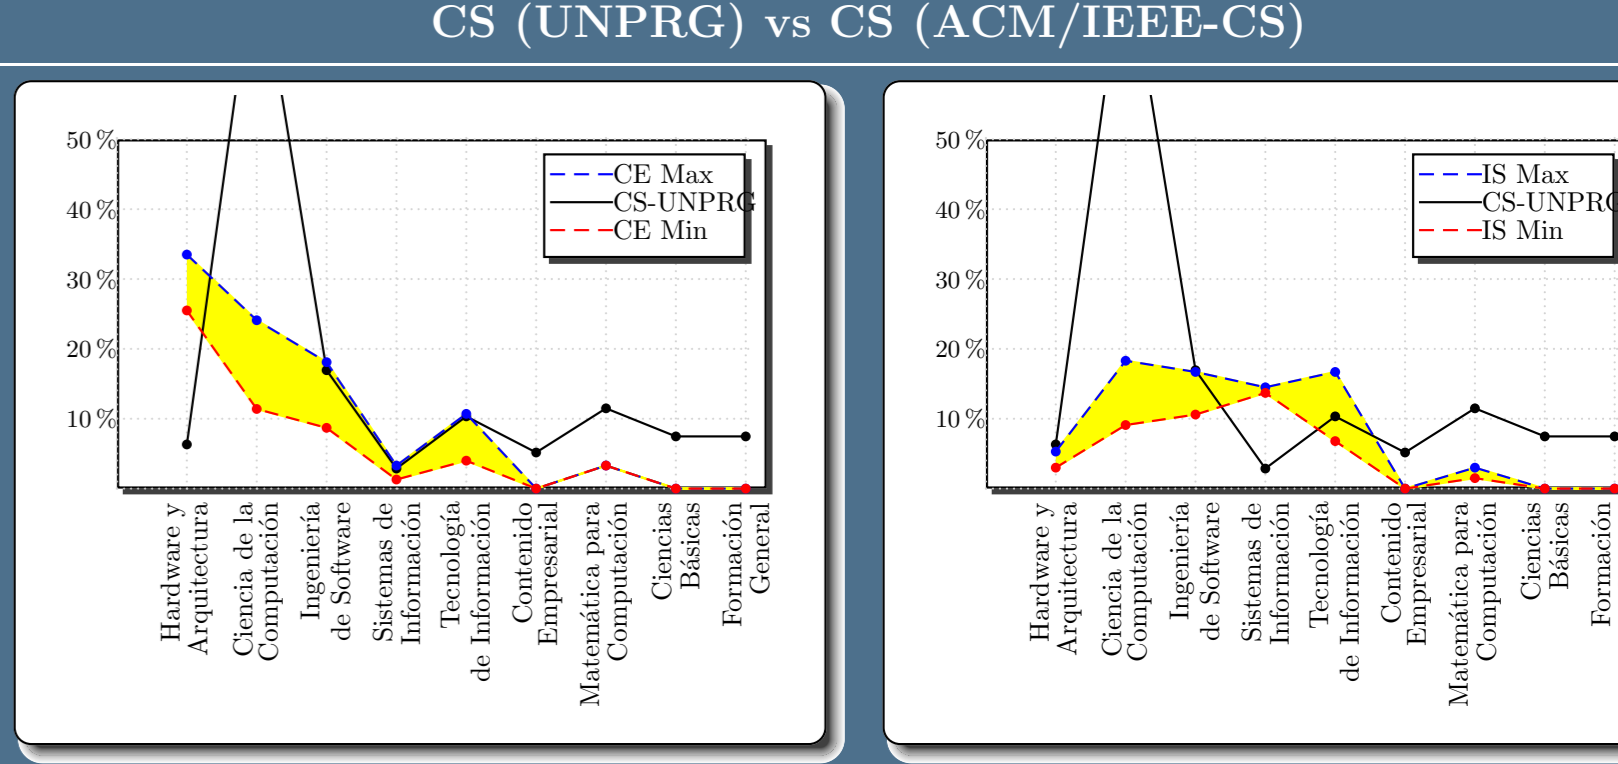 CS (UNPRG) vs CS (ACM/IEEE-CS)
50 %
40 %
30 %
20 %
10 %
CE Max
CS-UNPRG
CE Min
Hardware y
Arquitectura
Ciencia de la
Computación
Ingeniería
de Software
Sistemas de
Información
Tecnología
de Información
Contenido
Empresarial
Matemática para
Computación
Ciencias
Básicas
Formación
General
50 %
40 %
30 %
20 %
10 %
IS Max
CS-UNPRG
IS Min
Hardware y
Arquitectura
Ciencia de la
Computación
Ingeniería
de Software
Sistemas de
Información
Tecnología
de Información
Contenido
Empresarial
Matemática para
Computación
Ciencias
Básicas
Formación